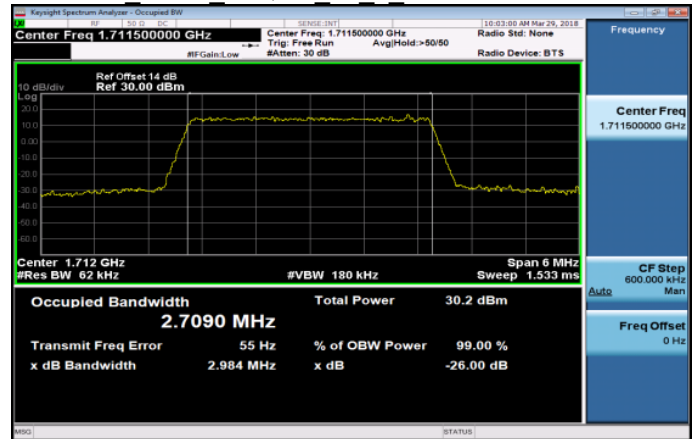 Keysight Spectrum Analyzer - Occupied BW
RF 50 Ω DC SENSE:INT 10:03:00 AM Mar 29, 2018
Center Freq 1.711500000 GHz Center Freq: 1.711500000 GHz Radio Std: None
Trig: Free Run Avg|Hold:>50/50
#IFGain:Low #Atten: 30 dB Radio Device: BTS
Frequency
Ref Offset 14 dB
10 dB/div Ref 30.00 dBm
Log
20.0
10.0
0.00
-10.0
-20.0
-30.0
-40.0
-50.0
-60.0
Center Freq
1.711500000 GHz
Center 1.712 GHz Span 6 MHz
#Res BW 62 kHz #VBW 180 kHz Sweep 1.533 ms
CF Step
600.000 kHz
Auto Man
Occupied Bandwidth Total Power 30.2 dBm
2.7090 MHz
Transmit Freq Error 55 Hz % of OBW Power 99.00 %
x dB Bandwidth 2.984 MHz x dB -26.00 dB
Freq Offset
0 Hz
MSG STATUS